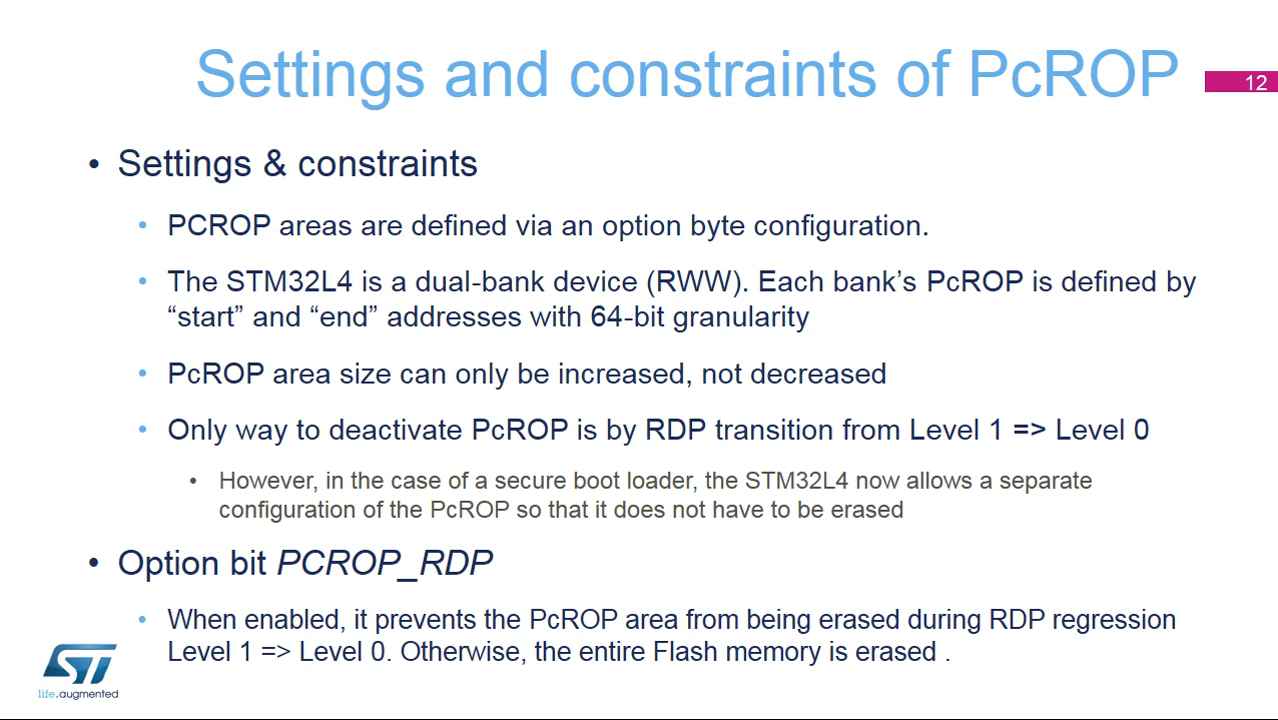 Settings and constraints of PcROP
12
• Settings & constraints
• PCROP areas are defined via an option byte configuration.
• The STM32L4 is a dual-bank device (RWW). Each bank’s PcROP is defined by
“start” and “end” addresses with 64-bit granularity
• PcROP area size can only be increased, not decreased
• Only way to deactivate PcROP is by RDP transition from Level 1 => Level 0
• However, in the case of a secure boot loader, the STM32L4 now allows a separate
configuration of the PcROP so that it does not have to be erased
• Option bit PCROP_RDP
• When enabled, it prevents the PcROP area from being erased during RDP regression
Level 1 => Level 0. Otherwise, the entire Flash memory is erased .
ST
life.augmented